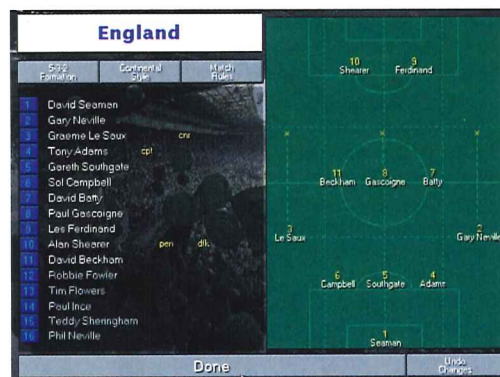 England
5-3-2 Formation
Continental Style
Match Rules
1 David Seaman
2 Gary Neville
3 Graeme Le Saux cnr
4 Tony Adams cpt
5 Gareth Southgate
6 Sol Campbell
7 David Batty
8 Paul Gascoigne
9 Les Ferdinand
10 Alan Shearer pen dfk
11 David Beckham
12 Robbie Fowler
13 Tim Flowers
14 Paul Ince
15 Teddy Sheringham
16 Phil Neville
10 9
Shearer Ferdinand
x x x
11 8 7
Beckham Gascoigne Batty
3 2
Le Saux Gary Neville
6 5 4
Campbell Southgate Adams
1
Seaman
Done
Undo Changes